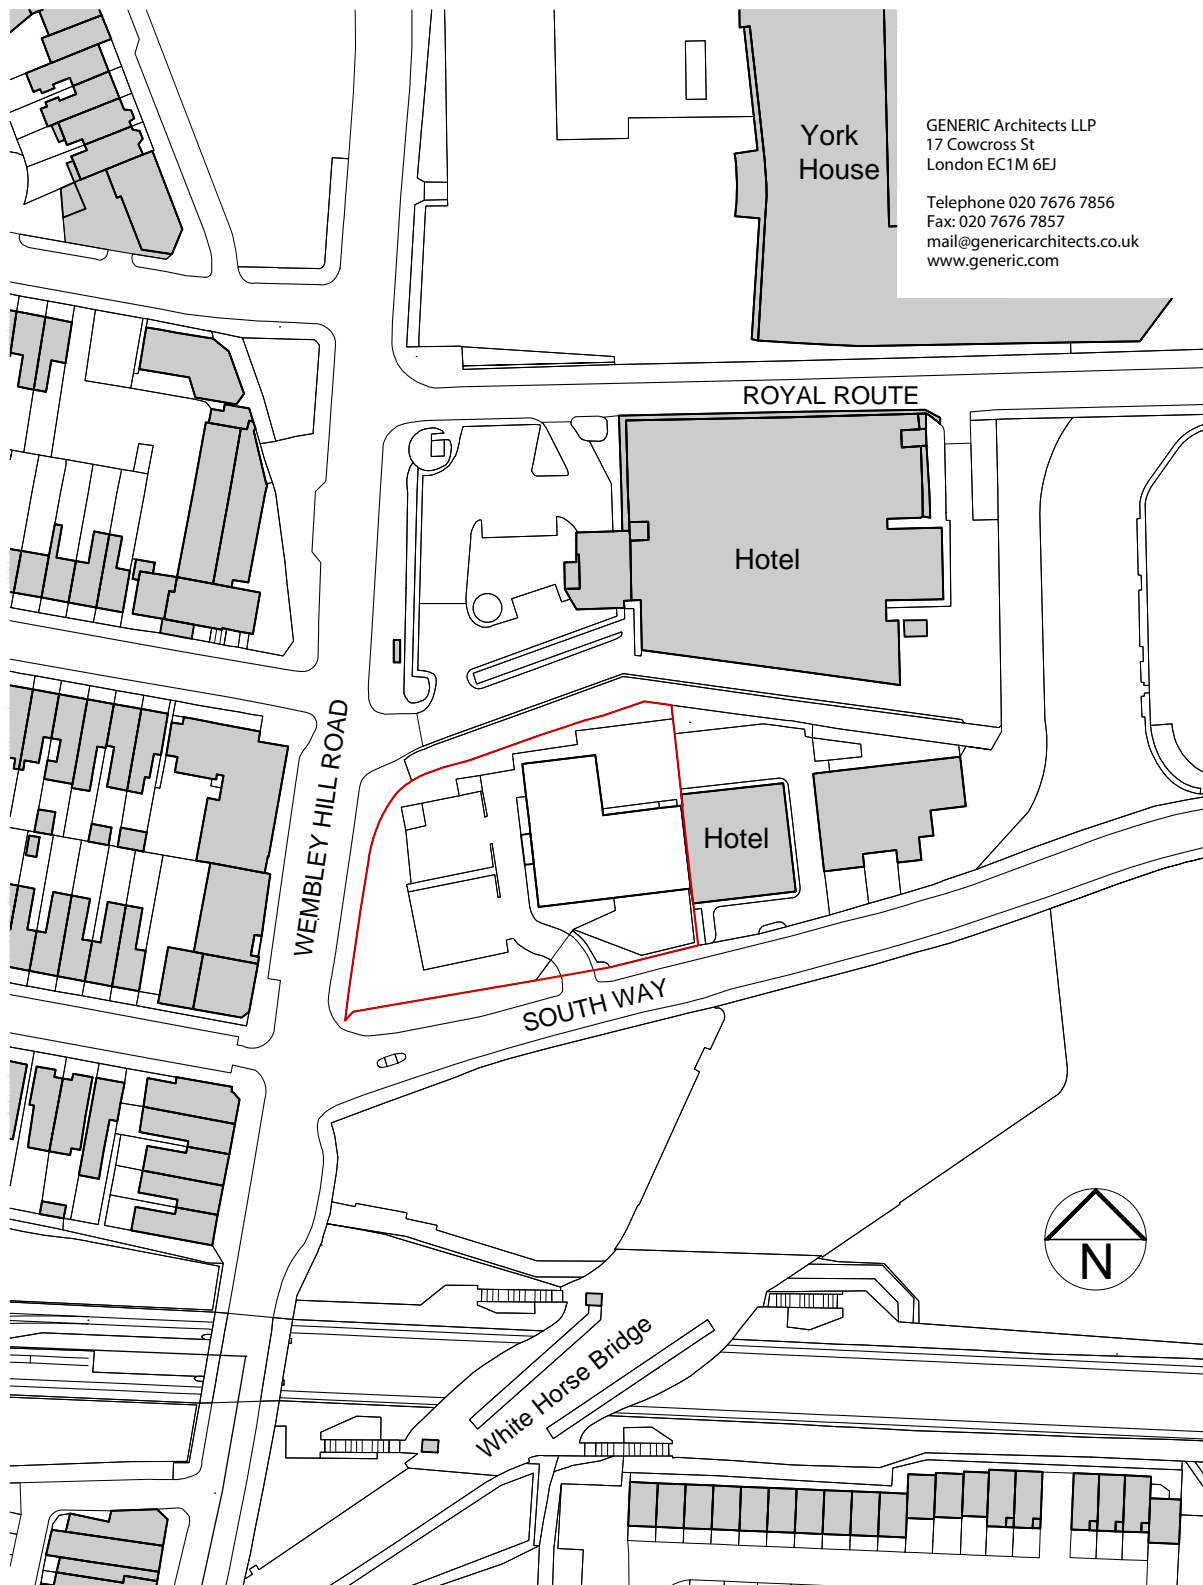 York
House
GENERIC Architects LLP
17 Cowcross St
London EC1M 6EJ
Telephone 020 7676 7856
Fax: 020 7676 7857
mail@genericarchitects.co.uk
www.generic.com
ROYAL ROUTE
Hotel
WEMBLEY HILL ROAD
Hotel
SOUTH WAY
N
White Horse Bridge